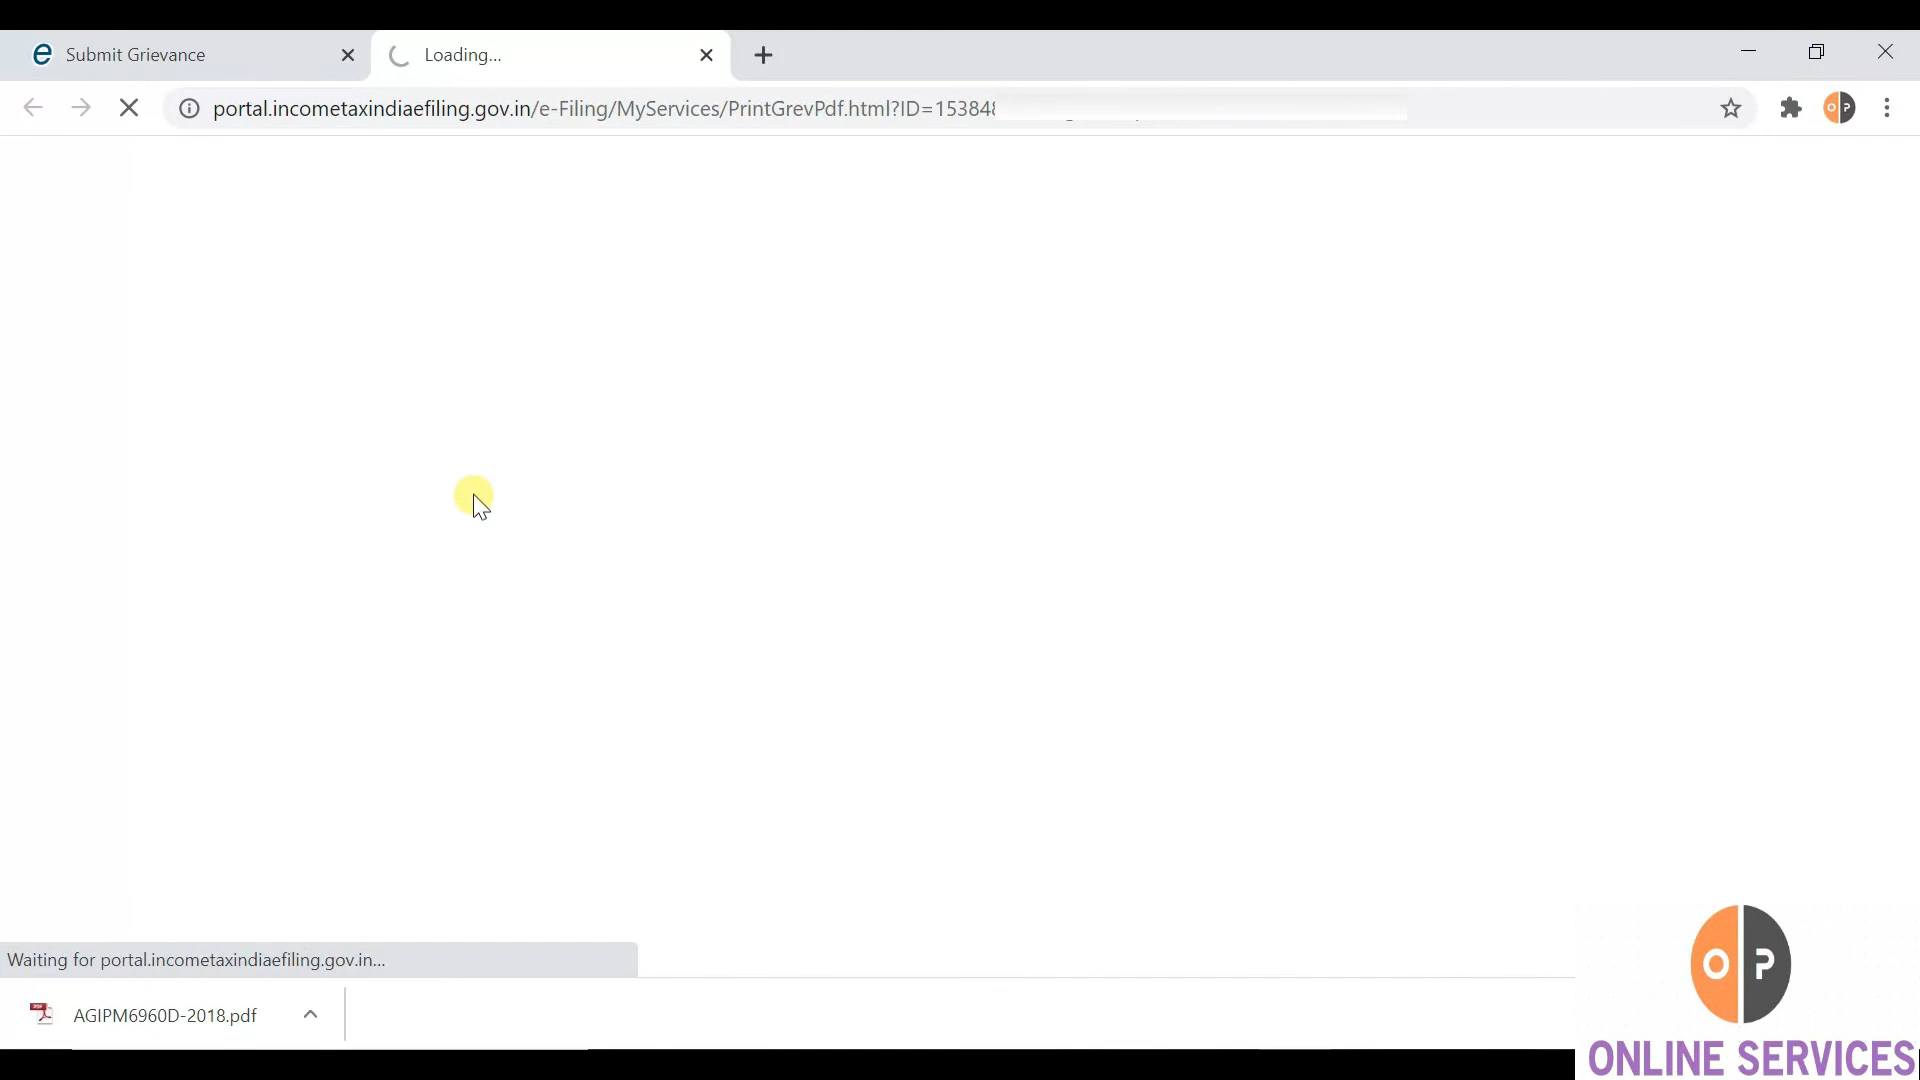 e Submit Grievance
Loading...
portal.incometaxindiaefiling.gov.in/e-Filing/MyServices/PrintGrevPdf.html?ID=15384
O P
Waiting for portal.incometaxindiaefiling.gov.in...
PDF
AGIPM6960D-2018.pdf
O P
ONLINE SERVICES